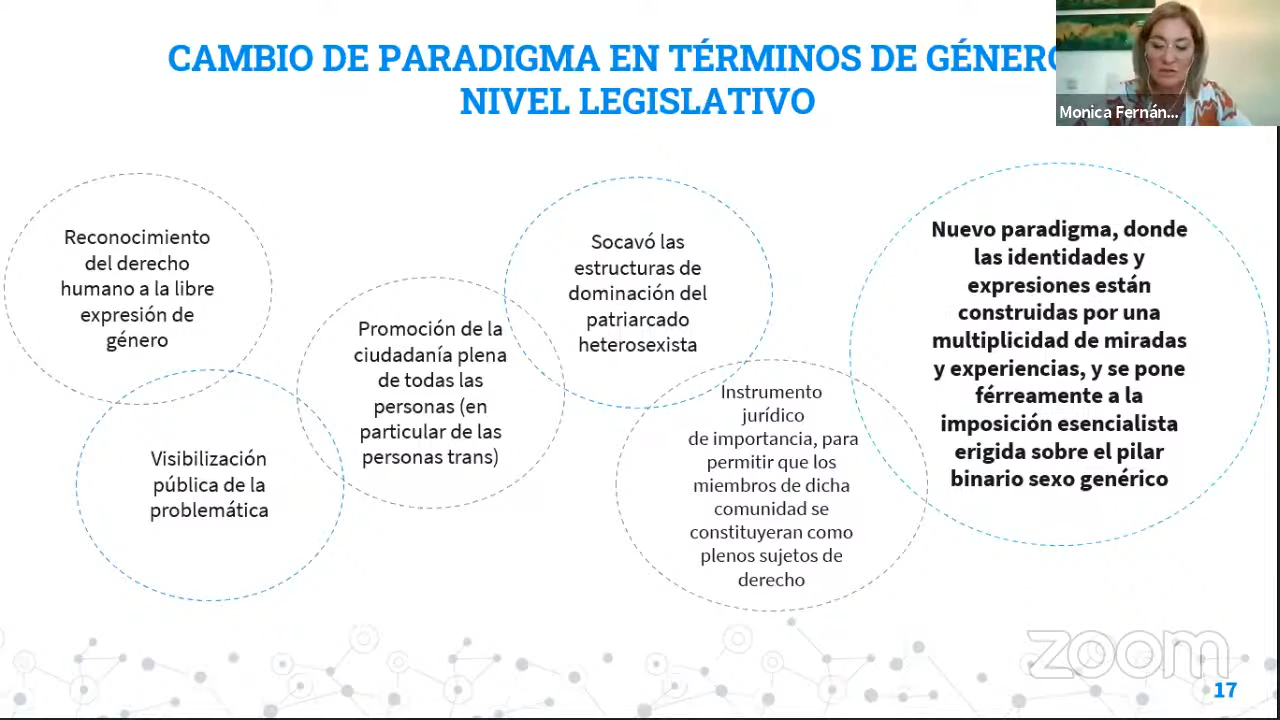 CAMBIO DE PARADIGMA EN TÉRMINOS DE GÉNERO
NIVEL LEGISLATIVO
Monica Fernán...
Reconocimiento
del derecho
humano a la libre
expresión de
género
Visibilización
pública de la
problemática
Promoción de la
ciudadanía plena
de todas las
personas (en
particular de las
personas trans)
Socavó las
estructuras de
dominación del
patriarcado
heterosexista
Instrumento
jurídico
de importancia, para
permitir que los
miembros de dicha
comunidad se
constituyeran como
plenos sujetos de
derecho
Nuevo paradigma, donde
las identidades y
expresiones están
construidas por una
multiplicidad de miradas
y experiencias, y se pone
férreamente a la
imposición esencialista
erigida sobre el pilar
binario sexo genérico
zoom
17